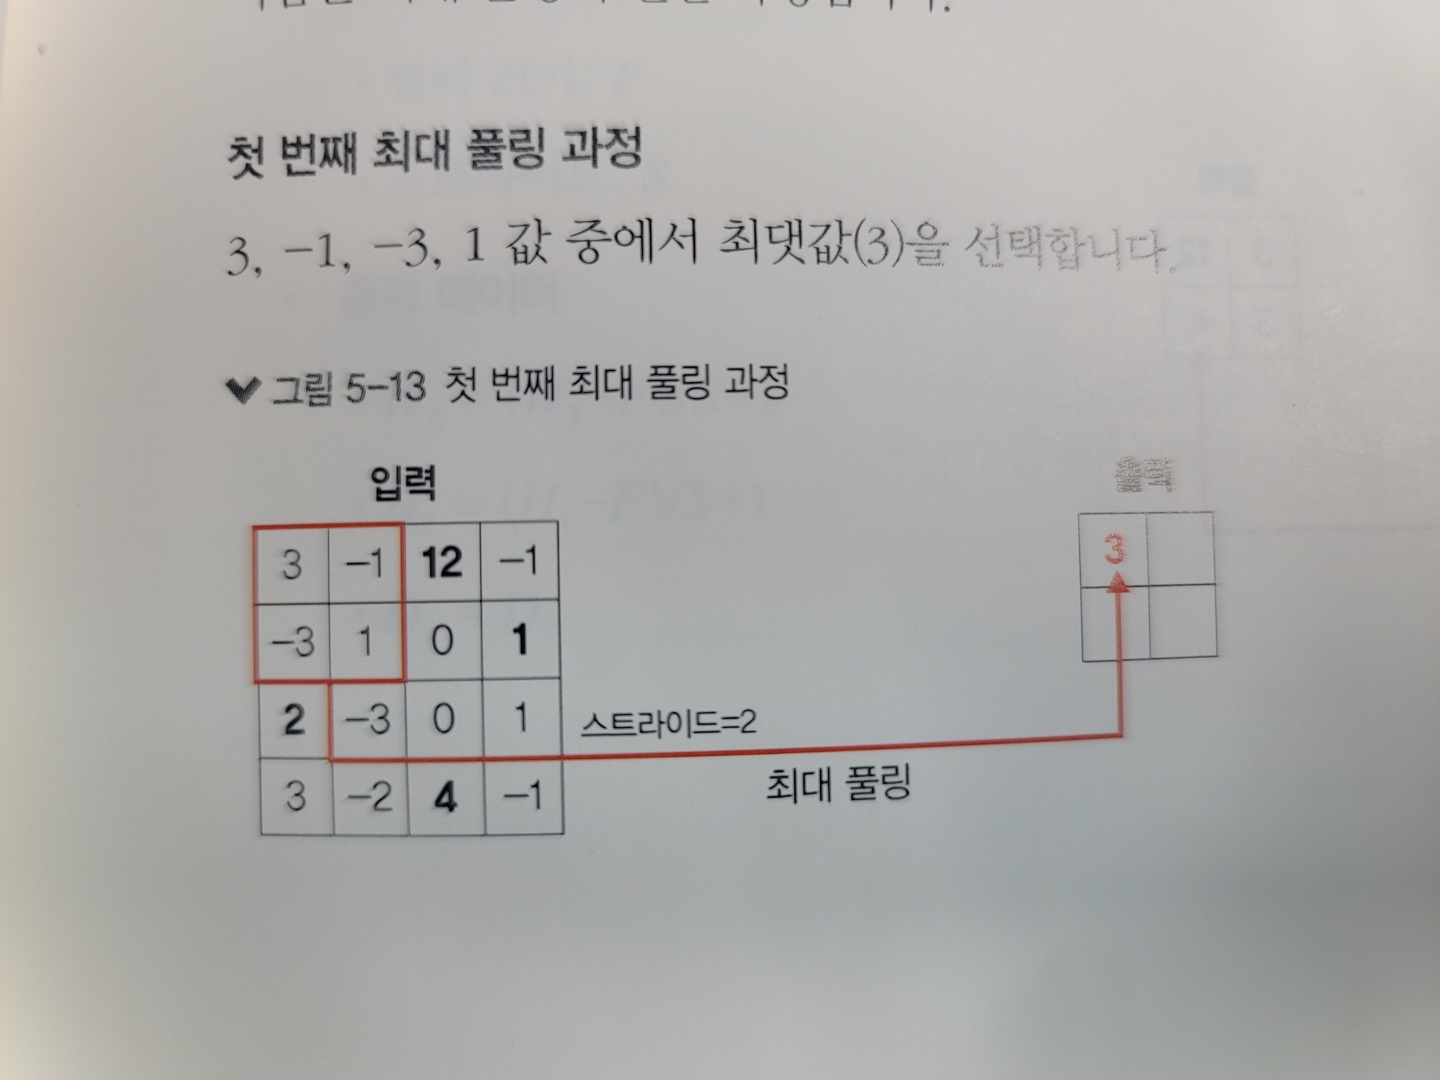 첫 번째 최대 풀링 과정
3, −1, −3, 1 값 중에서 최댓값(3)을 선택합니다.
그림 5-13 첫 번째 최대 풀링 과정
입력
출력
3 −1 12 −1
3
−3 1 0 1
2 −3 0 1
스트라이드=2
최대 풀링
3 −2 4 −1